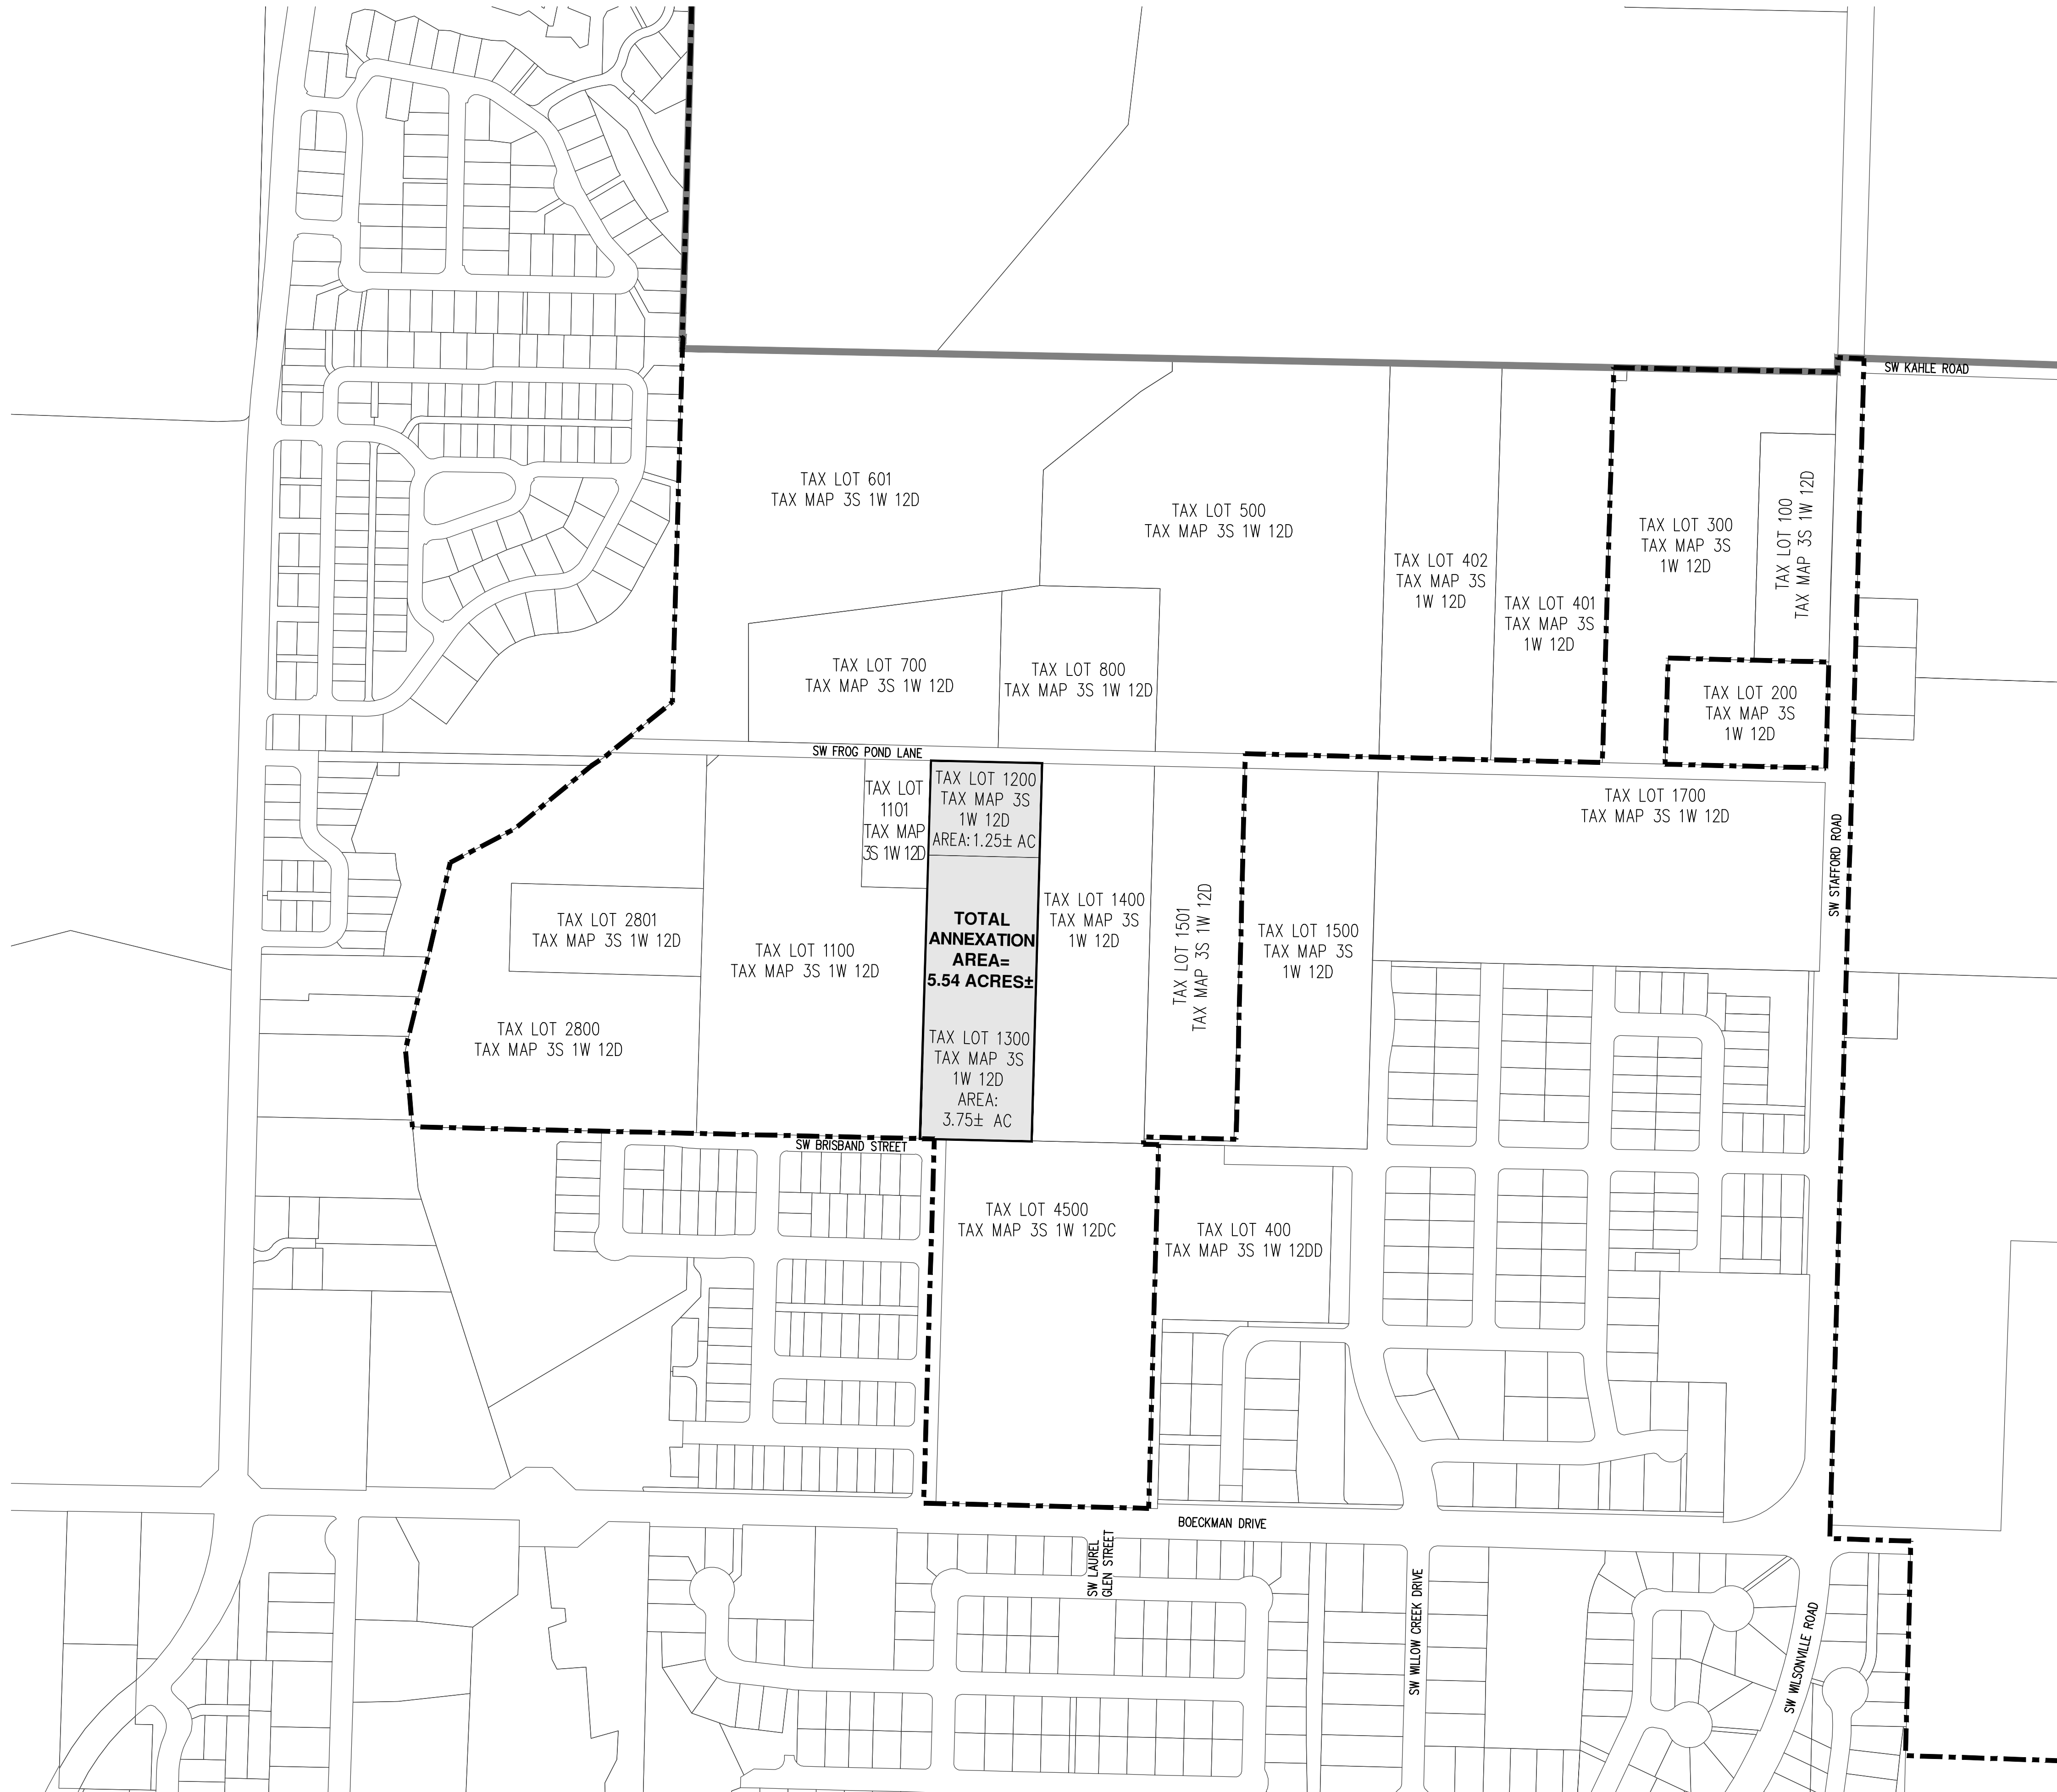 SW KAHLE ROAD
TAX LOT 601
TAX MAP 3S 1W 12D
TAX LOT 500
TAX MAP 3S 1W 12D
TAX LOT 402
TAX MAP 3S
1W 12D
TAX LOT 401
TAX MAP 3S
1W 12D
TAX LOT 300
TAX MAP 3S
1W 12D
TAX LOT 100
TAX MAP 3S 1W 12D
TAX LOT 700
TAX MAP 3S 1W 12D
TAX LOT 800
TAX MAP 3S 1W 12D
TAX LOT 200
TAX MAP 3S
1W 12D
SW FROG POND LANE
TAX LOT
1101
TAX MAP
3S 1W 12D
TAX LOT 1200
TAX MAP 3S
1W 12D
AREA: 1.25± AC
TAX LOT 1700
TAX MAP 3S 1W 12D
SW STAFFORD ROAD
TAX LOT 2801
TAX MAP 3S 1W 12D
TAX LOT 1100
TAX MAP 3S 1W 12D
TOTAL
ANNEXATION
AREA=
5.54 ACRES±
TAX LOT 1400
TAX MAP 3S
1W 12D
TAX LOT 1501
TAX MAP 3S 1W 12D
TAX LOT 1500
TAX MAP 3S
1W 12D
TAX LOT 2800
TAX MAP 3S 1W 12D
TAX LOT 1300
TAX MAP 3S
1W 12D
AREA:
3.75± AC
SW BRISBAND STREET
TAX LOT 4500
TAX MAP 3S 1W 12DC
TAX LOT 400
TAX MAP 3S 1W 12DD
BOECKMAN DRIVE
SW LAUREL
GLEN STREET
SW WILLOW CREEK DRIVE
SW WILSONVILLE ROAD